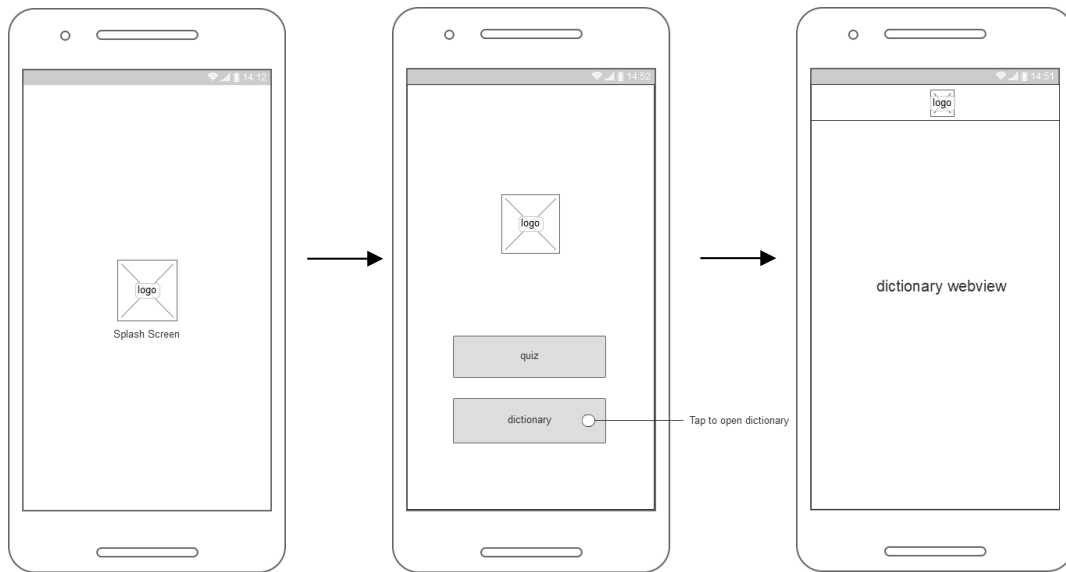 14:12
logo
Splash Screen
14:52
logo
quiz
dictionary
Tap to open dictionary
14:51
logo
dictionary webview